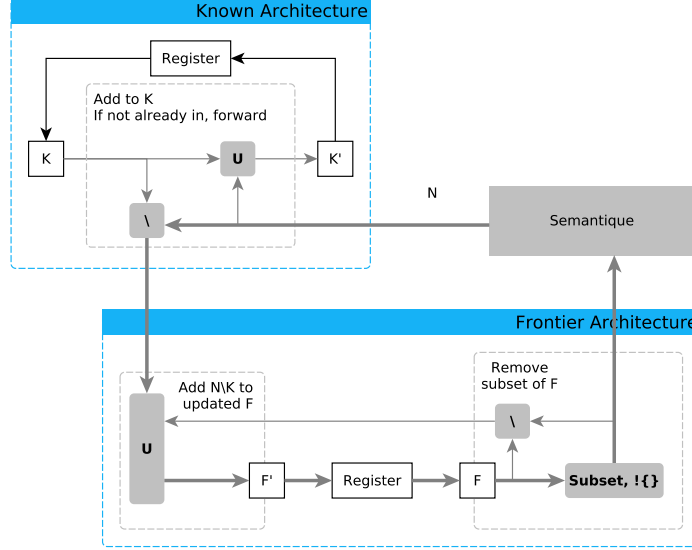 Known Architecture
Register
Add to K
If not already in, forward
K
U
K'
\
N
Semantique
Frontier Architecture
Remove
subset of F
Add N\K to
updated F
\
U
F'
Register
F
Subset, !{}